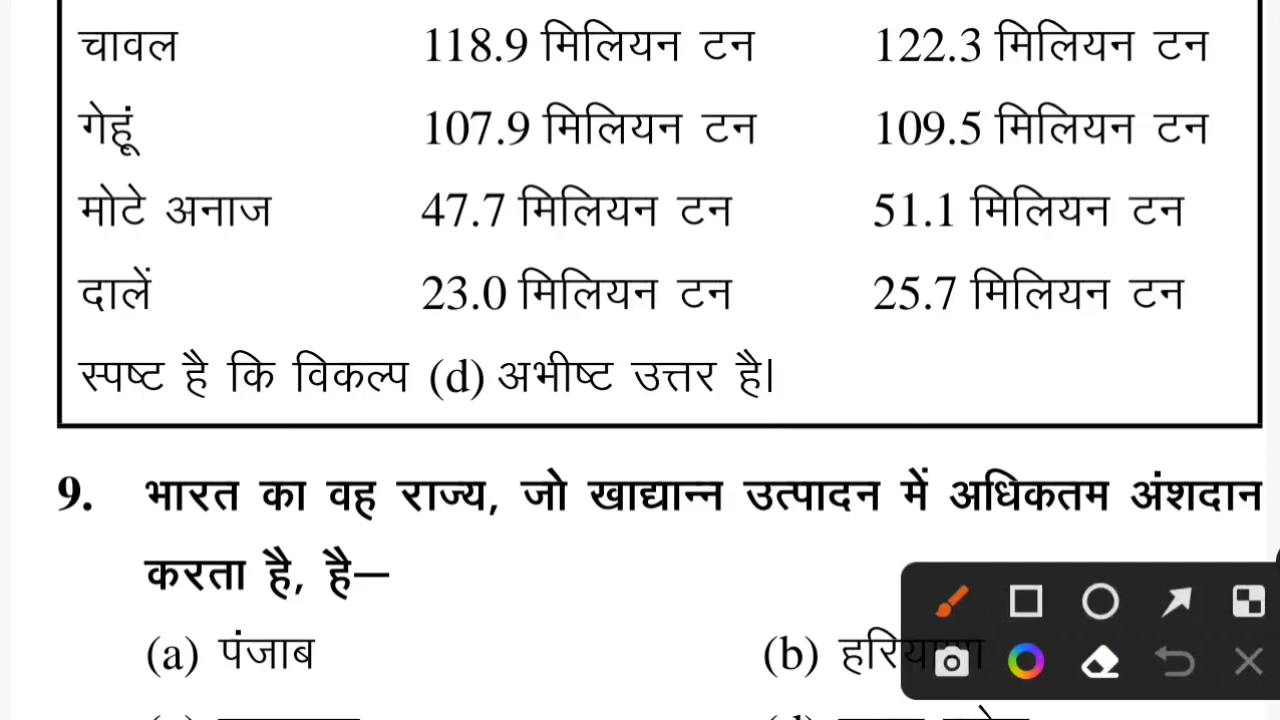 चावल 118.9 मिलियन टन 122.3 मिलियन टन
गेहूं 107.9 मिलियन टन 109.5 मिलियन टन
मोटे अनाज 47.7 मिलियन टन 51.1 मिलियन टन
दालें 23.0 मिलियन टन 25.7 मिलियन टन
स्पष्ट है कि विकल्प (d) अभीष्ट उत्तर है।
9. भारत का वह राज्य, जो खाद्यान्न उत्पादन में अधिकतम अंशदान
करता है, है—
(a) पंजाब (b) हरियाणा